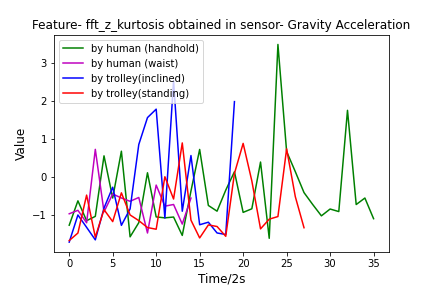 Feature- fft_z_kurtosis obtained in sensor- Gravity Acceleration
by human (handhold)
by human (waist)
by trolley(inclined)
by trolley(standing)
Value
3
2
1
0
−1
0
5
10
15
20
25
30
35
Time/2s